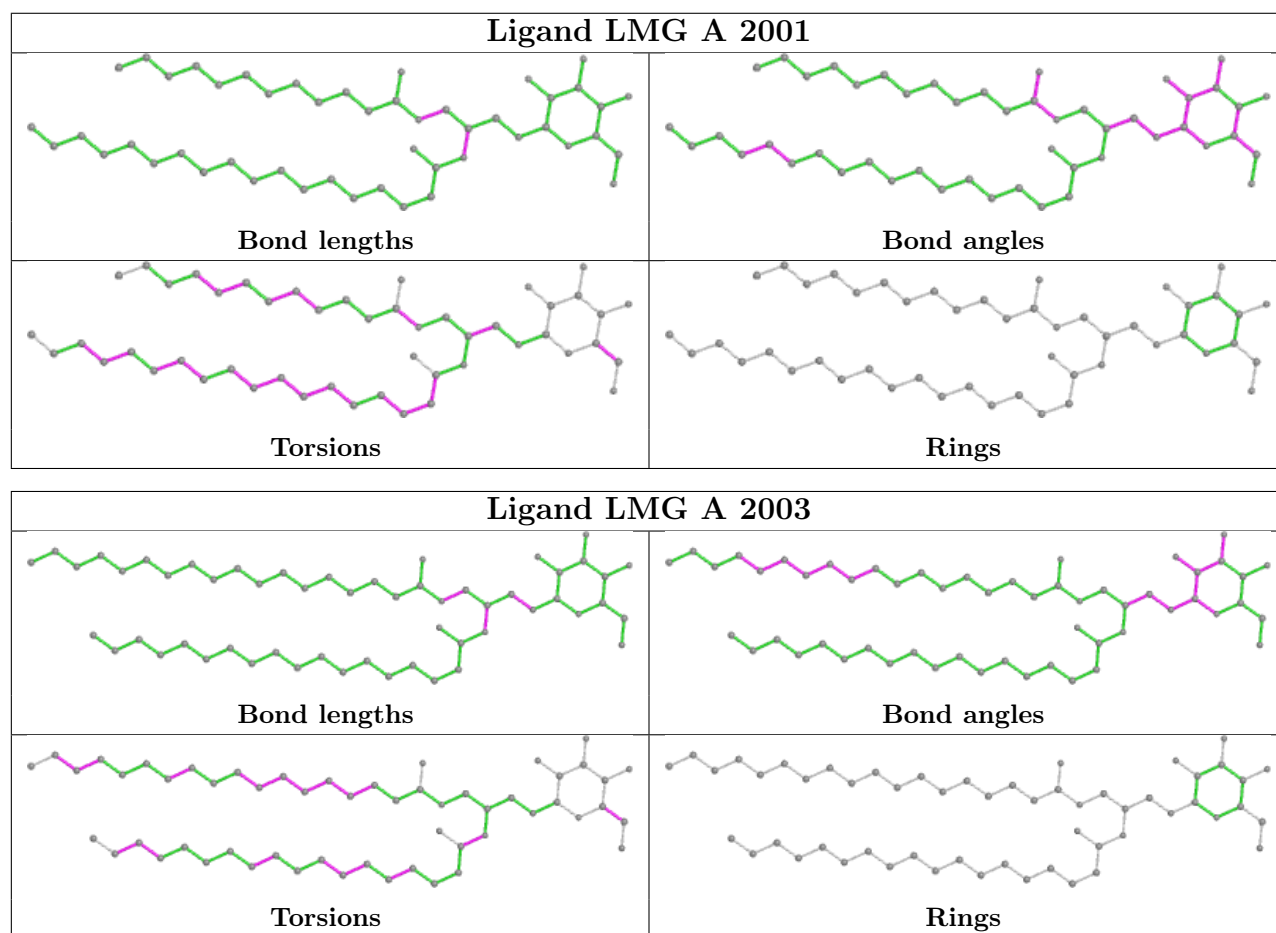 Ligand LMG A 2001
Bond lengths
Bond angles
Torsions
Rings
Ligand LMG A 2003
Bond lengths
Bond angles
Torsions
Rings